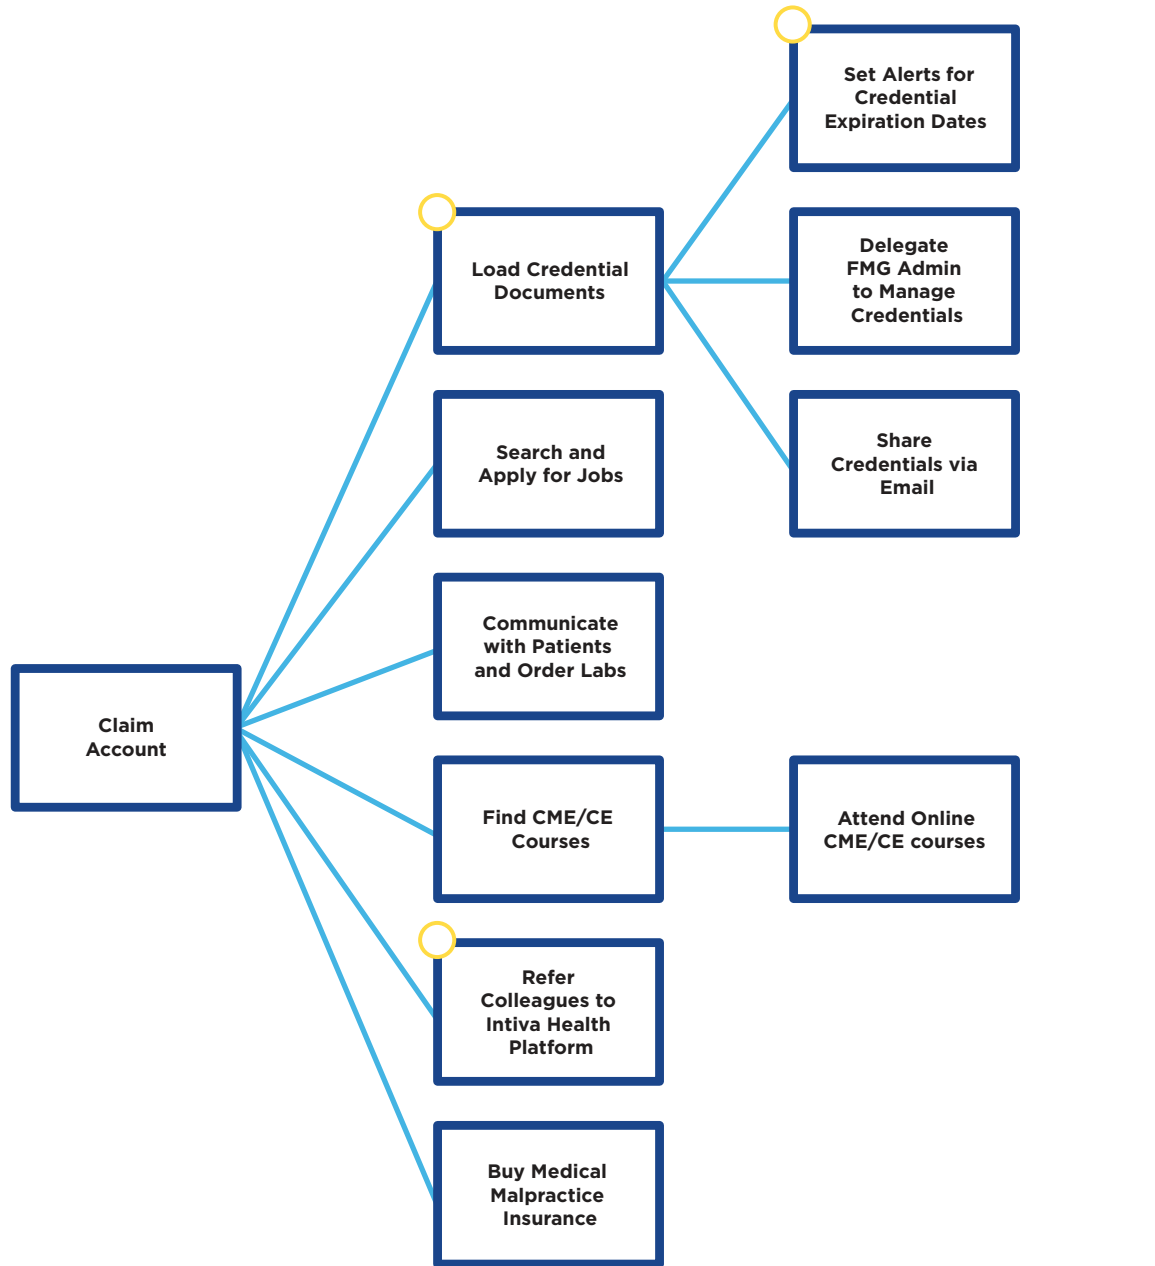 Set Alerts for
Credential
Expiration Dates
Load Credential
Documents
Delegate
FMG Admin
to Manage
Credentials
Search and
Apply for Jobs
Share
Credentials via
Email
Communicate
with Patients
and Order Labs
Claim
Account
Find CME/CE
Courses
Attend Online
CME/CE courses
Refer
Colleagues to
Intiva Health
Platform
Buy Medical
Malpractice
Insurance